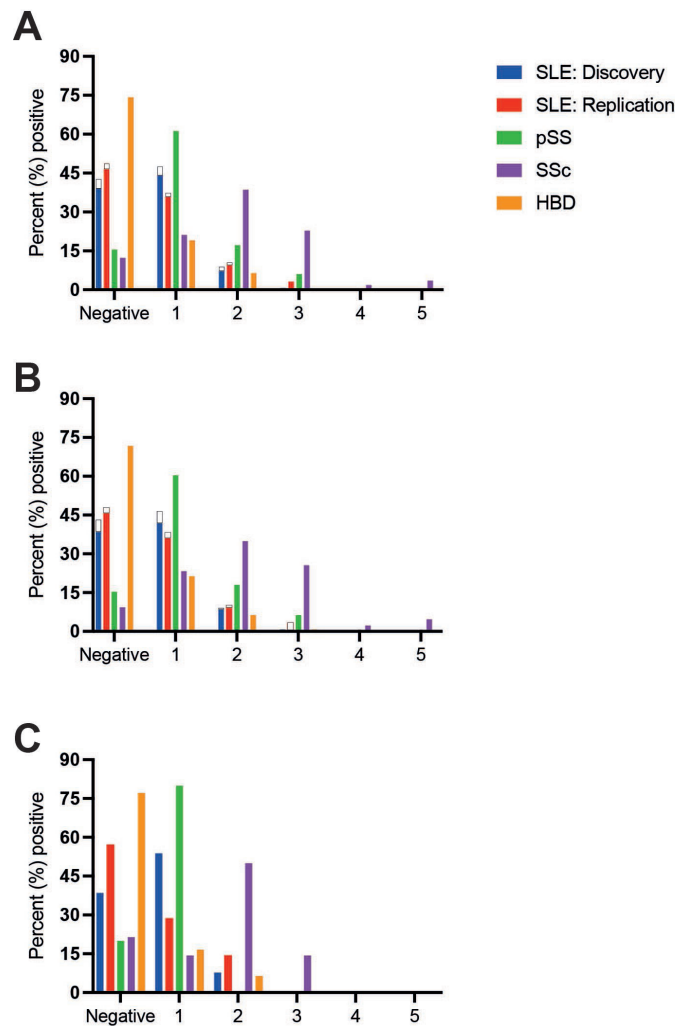 A
Percent (%) positive
90
75
60
45
30
15
0
Negative 1 2 3 4 5
SLE: Discovery
SLE: Replication
pSS
SSc
HBD
B
Percent (%) positive
90
75
60
45
30
15
0
Negative 1 2 3 4 5
C
Percent (%) positive
90
75
60
45
30
15
0
Negative 1 2 3 4 5